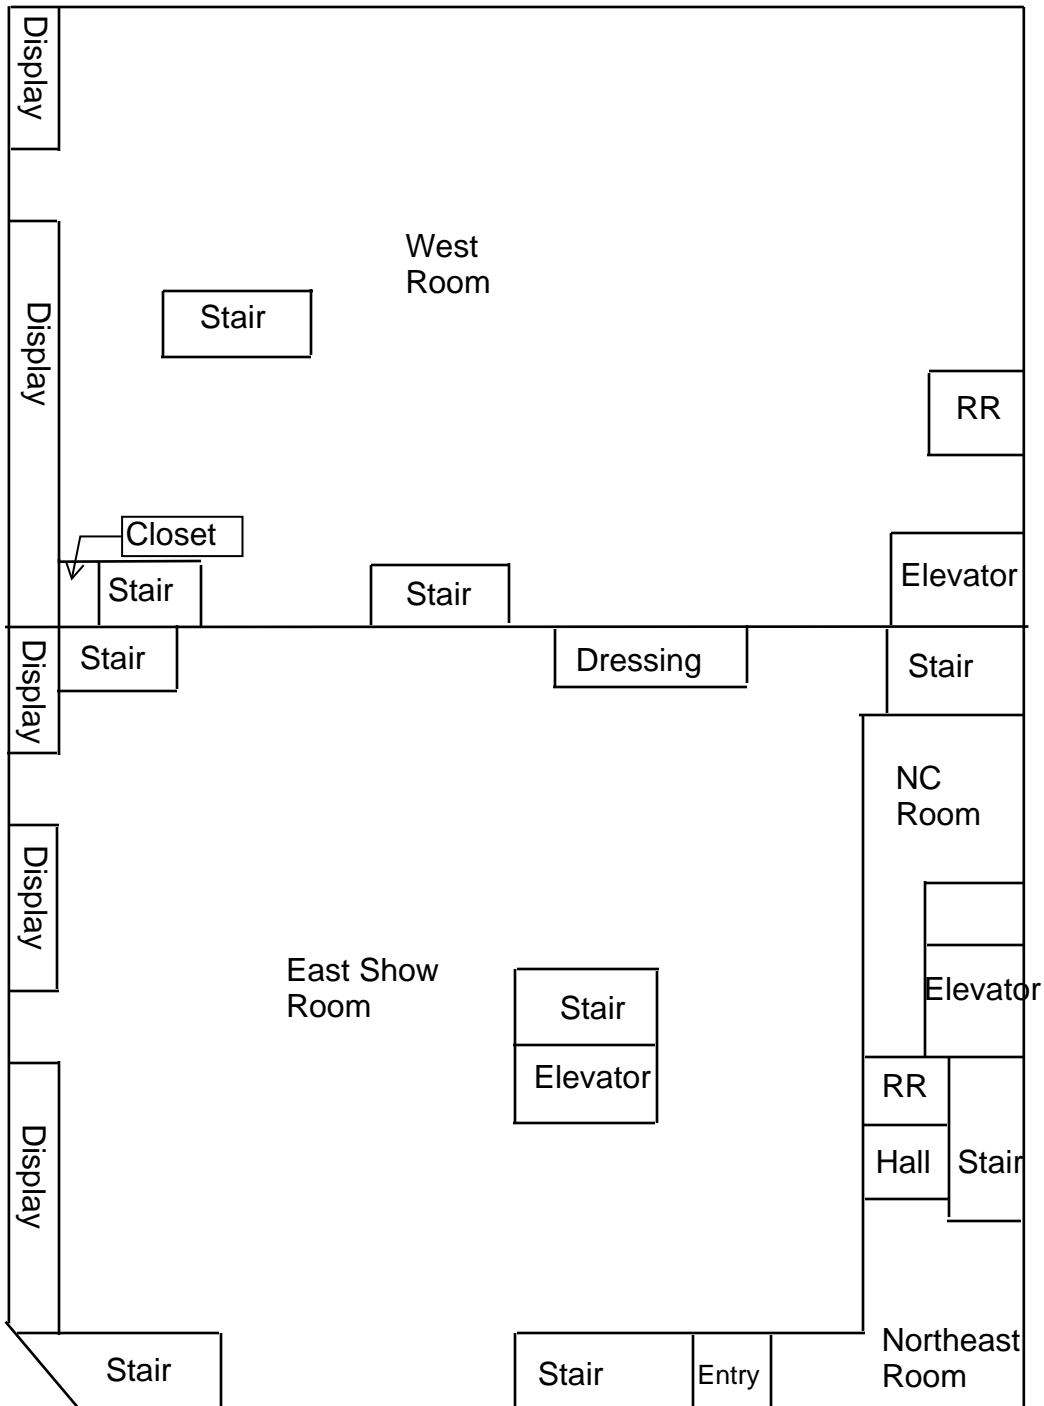 Display
West
Room
Display
Stair
RR
Closet
Stair
Stair
Elevator
Display
Stair
Dressing
Stair
NC
Room
Display
East Show
Room
Stair
Elevator
Elevator
RR
Display
Hall
Stair
Stair
Stair
Entry
Northeast
Room